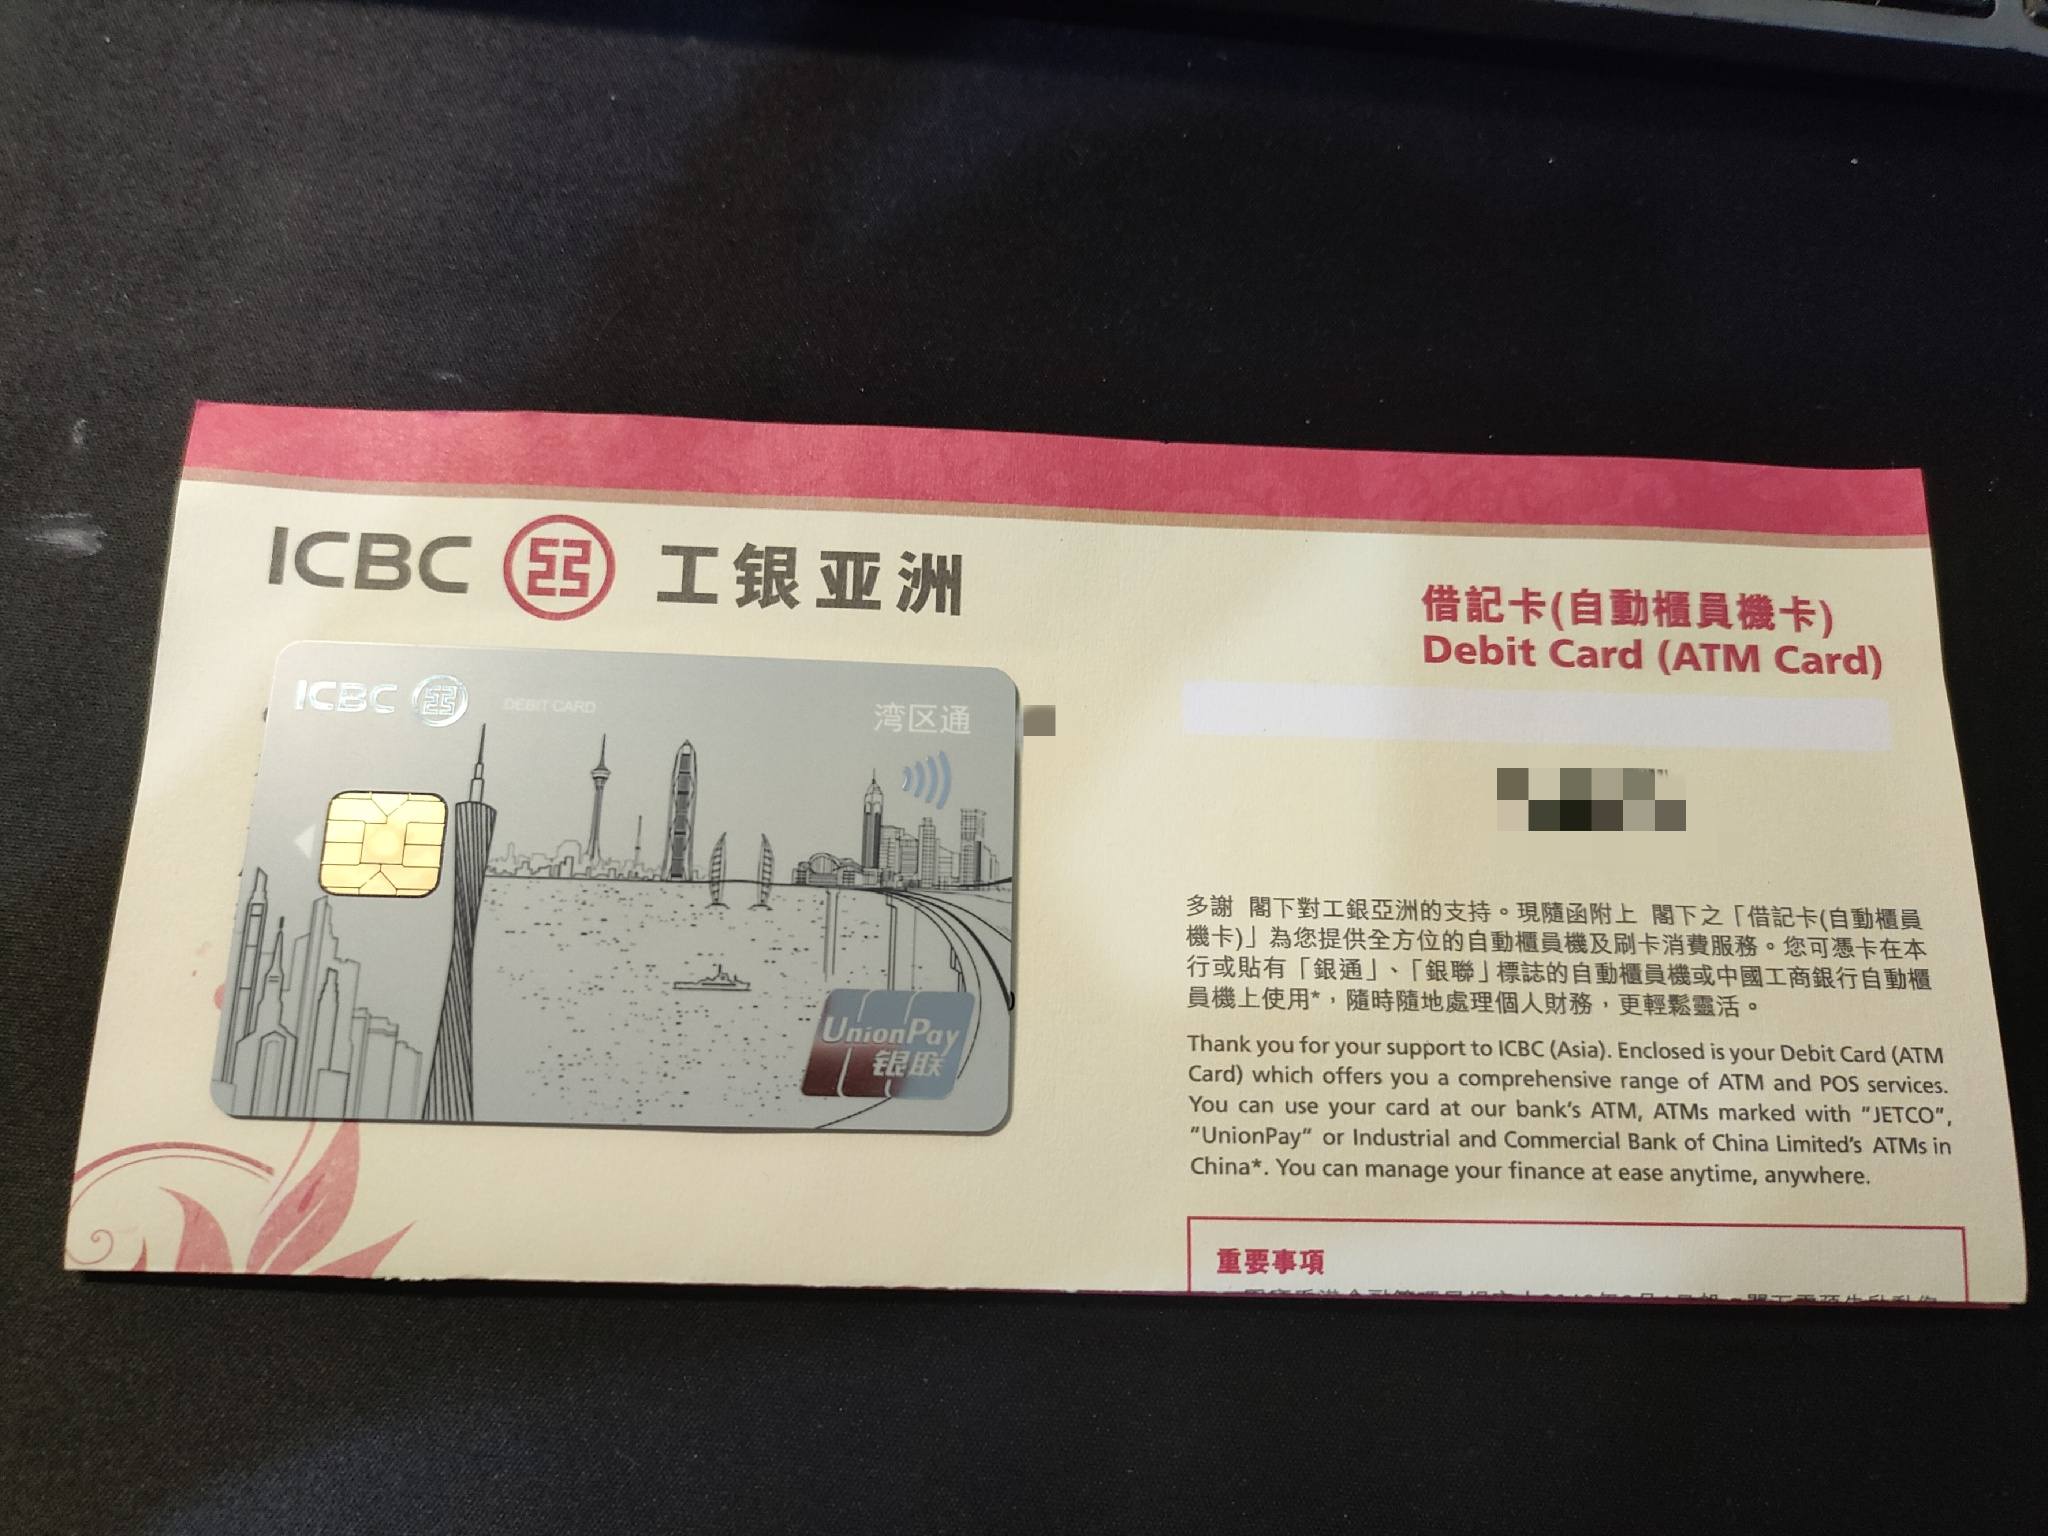 ICBC 工银亚洲
借記卡(自動櫃員機卡)
Debit Card (ATM Card)
ICBC
DEBIT CARD
湾区通
UnionPay
银联
多謝 閣下對工銀亞洲的支持。現隨函附上 閣下之「借記卡(自動櫃員
機卡)」為您提供全方位的自動櫃員機及刷卡消費服務。您可憑卡在本
行或貼有「銀通」、「銀聯」標誌的自動櫃員機或中國工商銀行自動櫃
員機上使用*，隨時隨地處理個人財務，更輕鬆靈活。
Thank you for your support to ICBC (Asia). Enclosed is your Debit Card (ATM
Card) which offers you a comprehensive range of ATM and POS services.
You can use your card at our bank's ATM, ATMs marked with "JETCO",
"UnionPay" or Industrial and Commercial Bank of China Limited's ATMs in
China*. You can manage your finance at ease anytime, anywhere.
重要事項